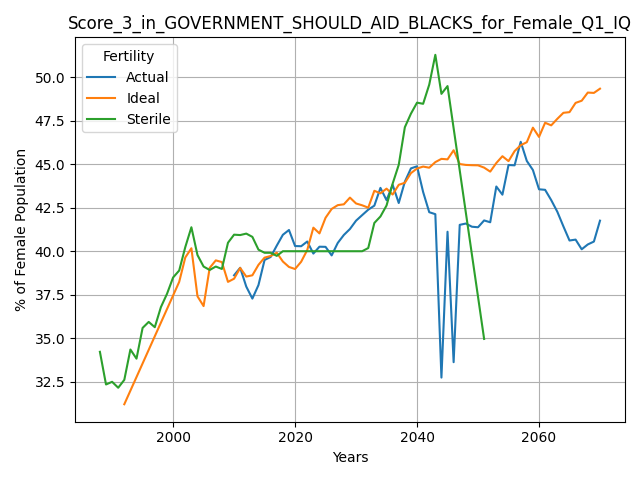 Score_3_in_GOVERNMENT_SHOULD_AID_BLACKS_for_Female_Q1_IQ
Fertility
Actual
Ideal
Sterile
% of Female Population
50.0
47.5
45.0
42.5
40.0
37.5
35.0
32.5
2000
2020
2040
2060
Years